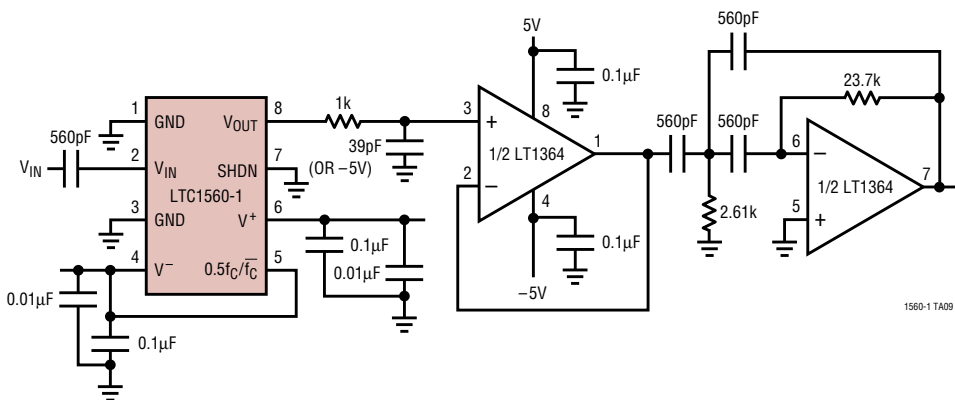 560pF
V_IN
1
GND
2
V_IN
3
GND
4
V⁻
LTC1560-1
8
V_OUT
7
SHDN
6
V⁺
5
0.5f_C/f̅_C̅
0.01µF
0.1µF
1k
39pF
(OR –5V)
0.1µF
0.01µF
5V
0.1µF
3
+
8
1/2 LT1364
1
2
–
4
0.1µF
–5V
560pF
560pF
560pF
2.61k
23.7k
6
–
1/2 LT1364
7
5
+
1560-1 TA09